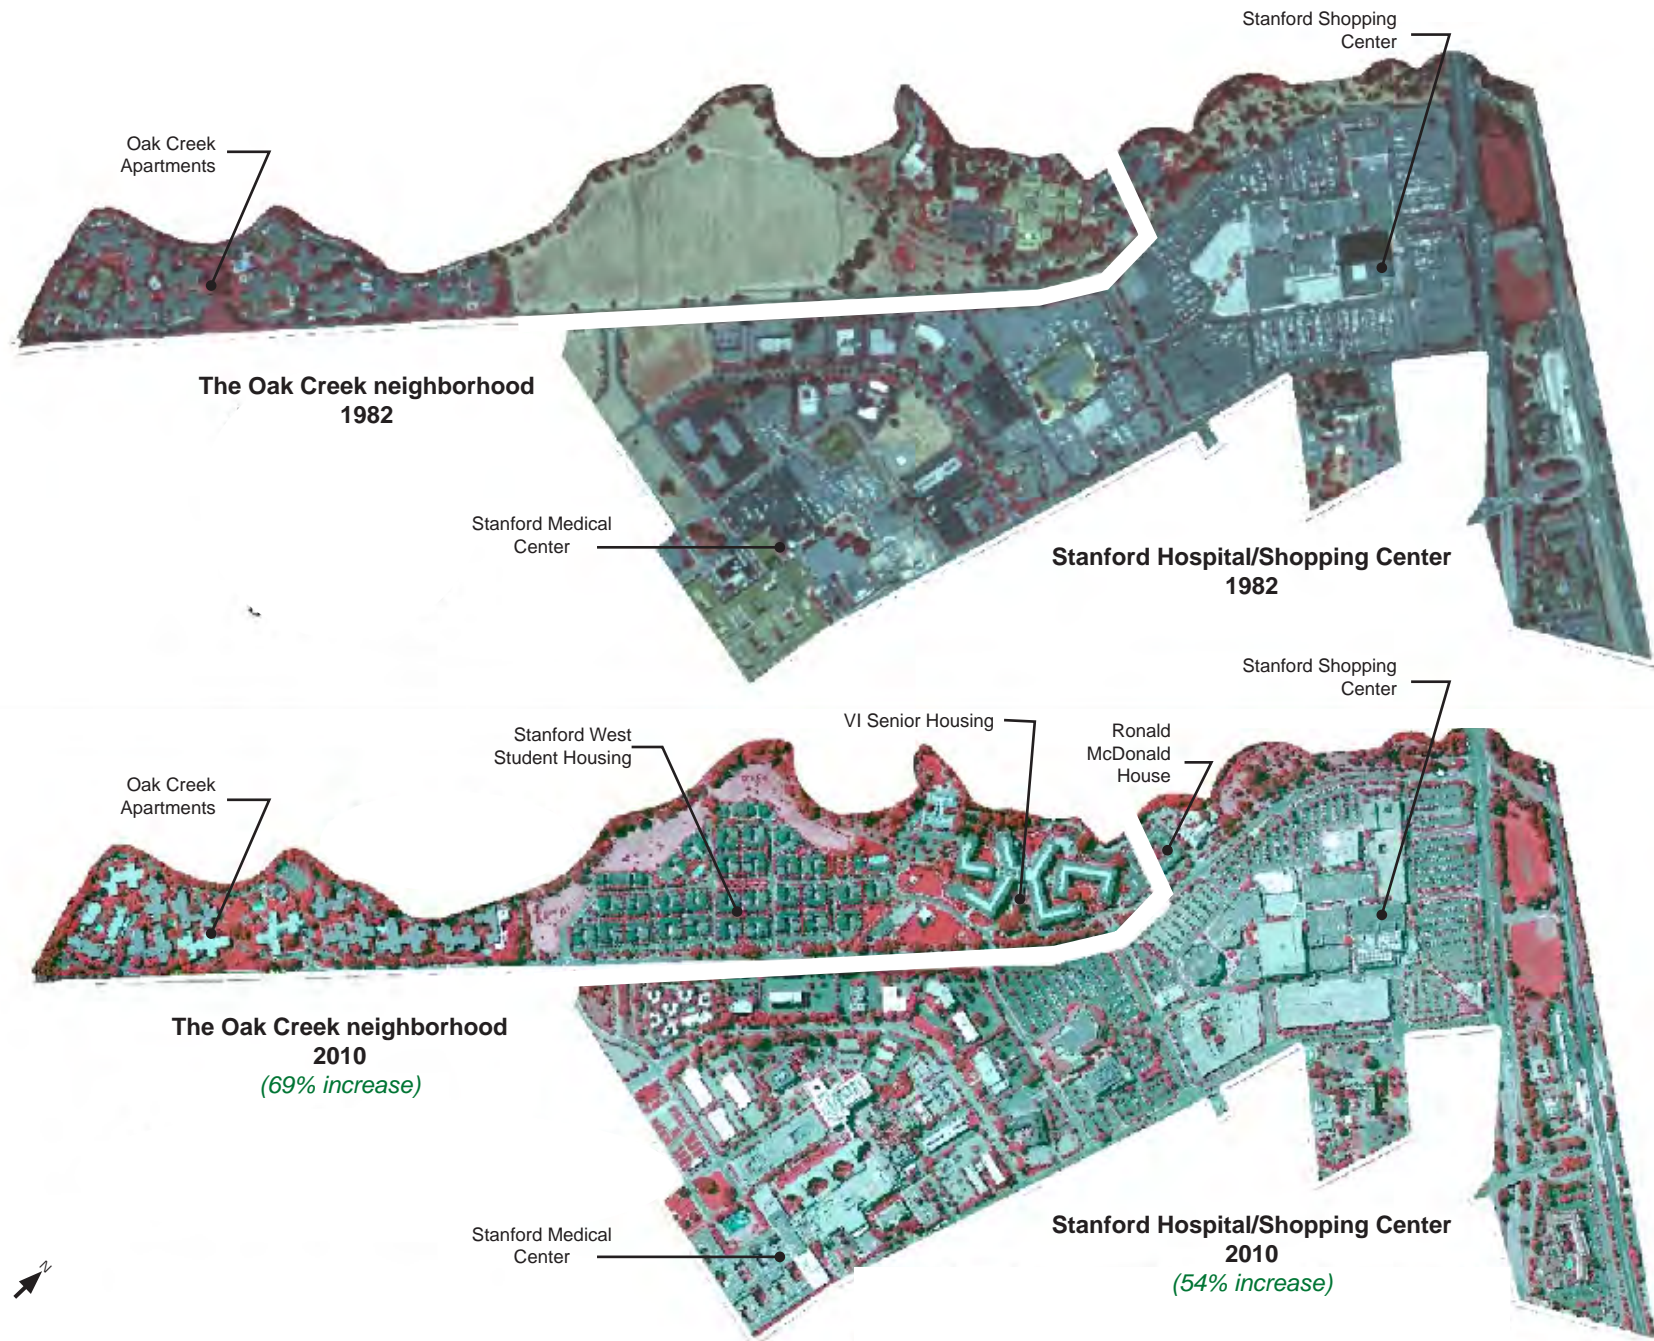 Stanford Shopping
Center
Oak Creek
Apartments
The Oak Creek neighborhood
1982
Stanford Medical
Center
Stanford Hospital/Shopping Center
1982
Stanford Shopping
Center
VI Senior Housing
Ronald
McDonald
House
Stanford West
Student Housing
Oak Creek
Apartments
The Oak Creek neighborhood
2010
(69% increase)
Stanford Medical
Center
Stanford Hospital/Shopping Center
2010
(54% increase)
N